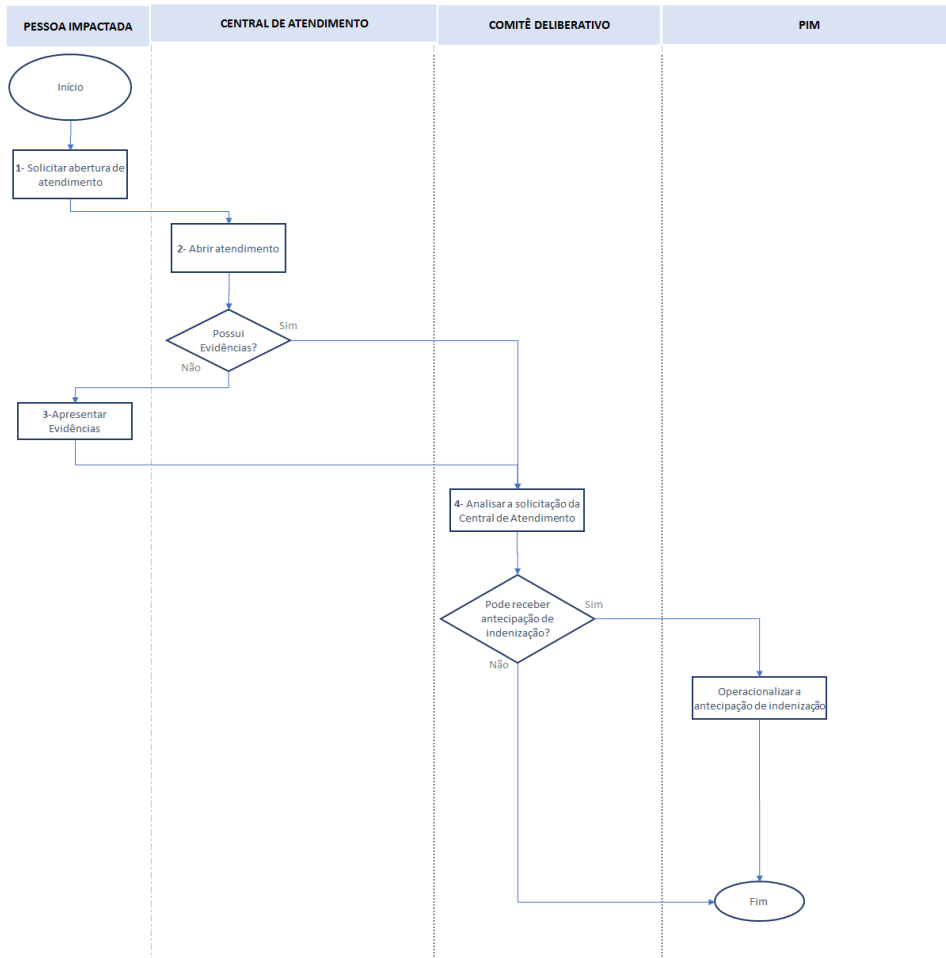 PESSOA IMPACTADA
CENTRAL DE ATENDIMENTO
COMITÊ DELIBERATIVO
PIM
Início
1- Solicitar abertura de
atendimento
2- Abrir atendimento
Possui
Evidências?
Sim
Não
3-Apresentar
Evidências
4- Analisar a solicitação da
Central de Atendimento
Pode receber
antecipação de
indenização?
Sim
Não
Operacionalizar a
antecipação de indenização
Fim